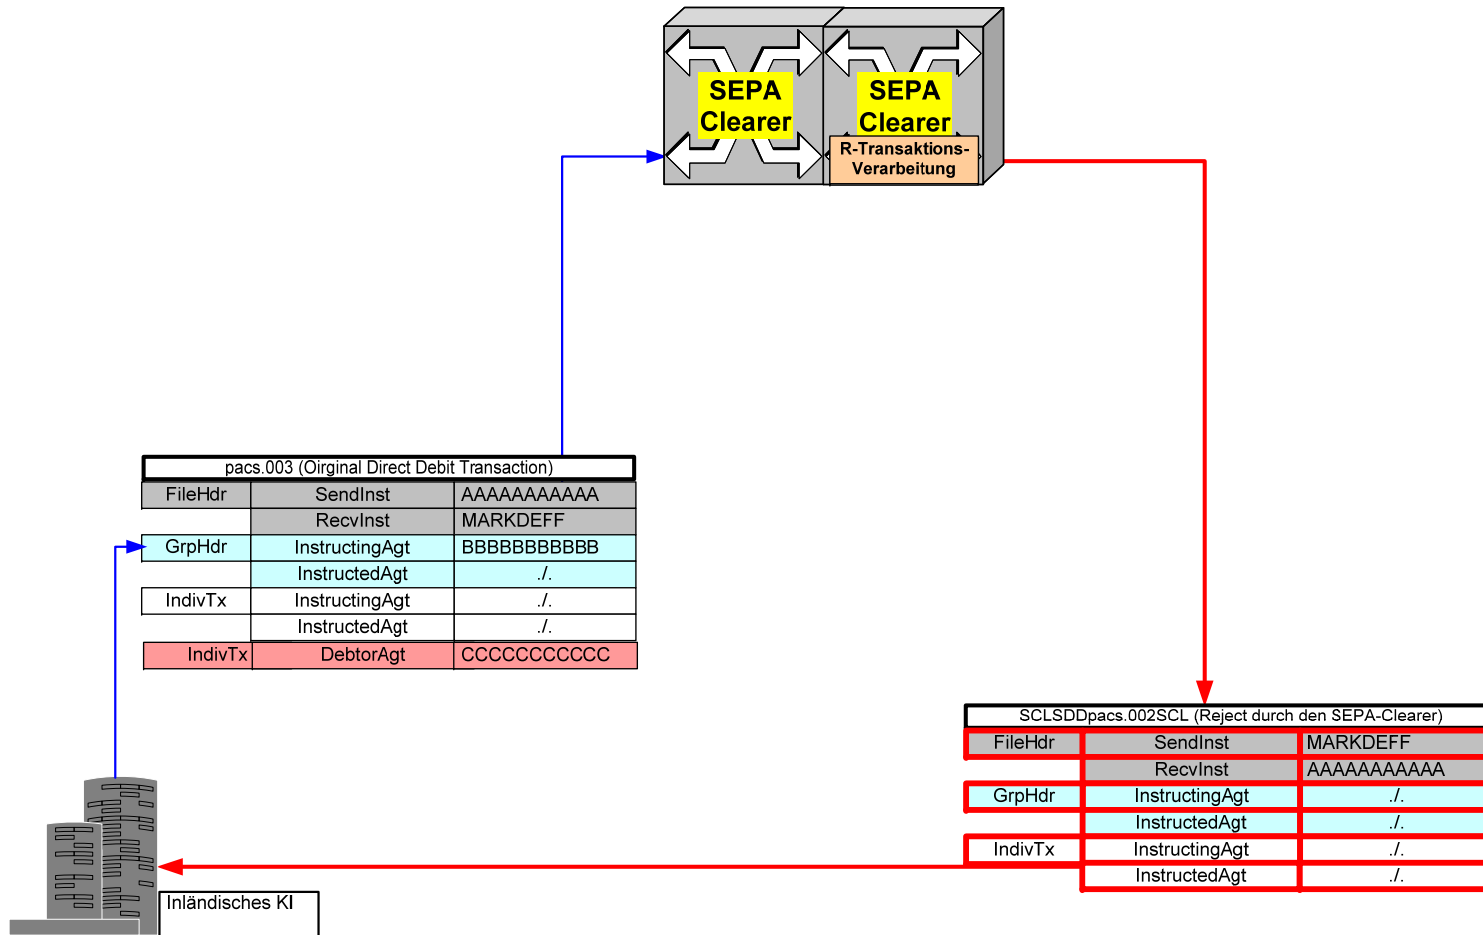 SEPA
Clearer
SEPA
Clearer
R-Transaktions-
Verarbeitung
pacs.003 (Oirginal Direct Debit Transaction)
FileHdr SendInst AAAAAAAAAAA
RecvInst MARKDEFF
GrpHdr InstructingAgt BBBBBBBBBBB
InstructedAgt ./.
IndivTx InstructingAgt ./.
InstructedAgt ./.
IndivTx DebtorAgt CCCCCCCCCCC
SCLSDDpacs.002SCL (Reject durch den SEPA-Clearer)
FileHdr SendInst MARKDEFF
RecvInst AAAAAAAAAAA
GrpHdr InstructingAgt ./.
InstructedAgt ./.
IndivTx InstructingAgt ./.
InstructedAgt ./.
Inländisches KI